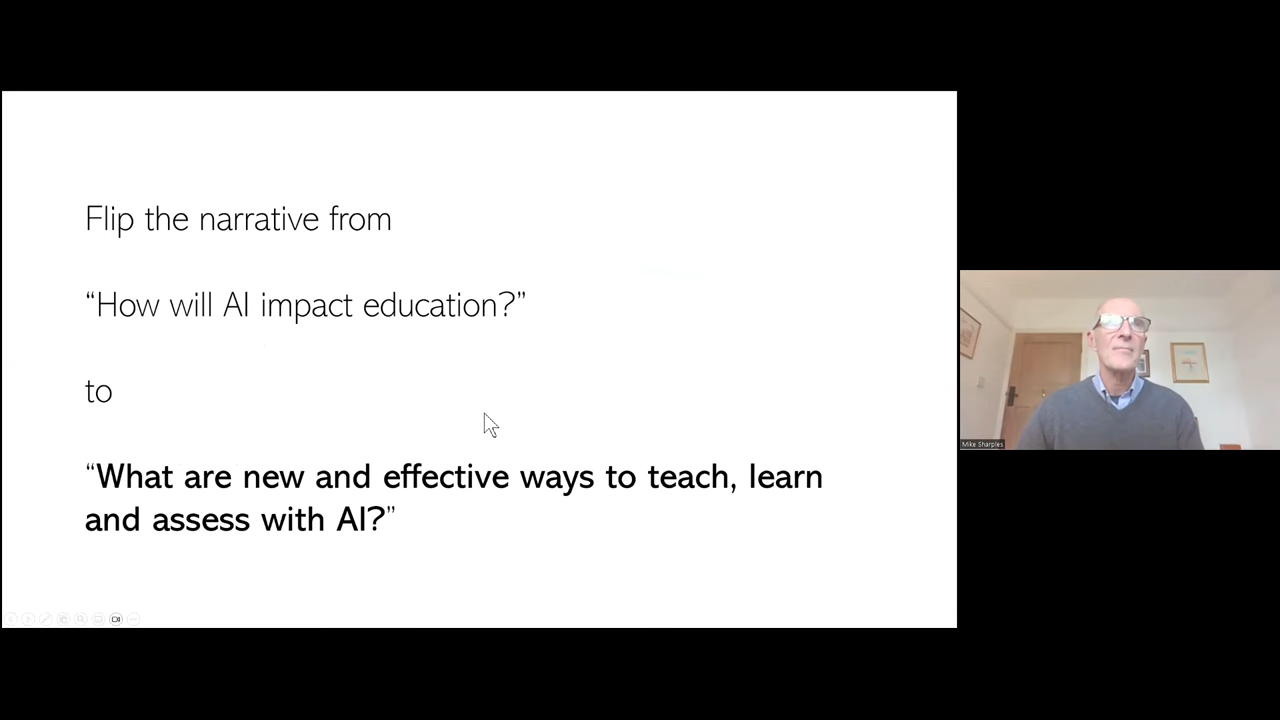 Flip the narrative from
“How will AI impact education?”
to
“What are new and effective ways to teach, learn
and assess with AI?”
Mike Sharples